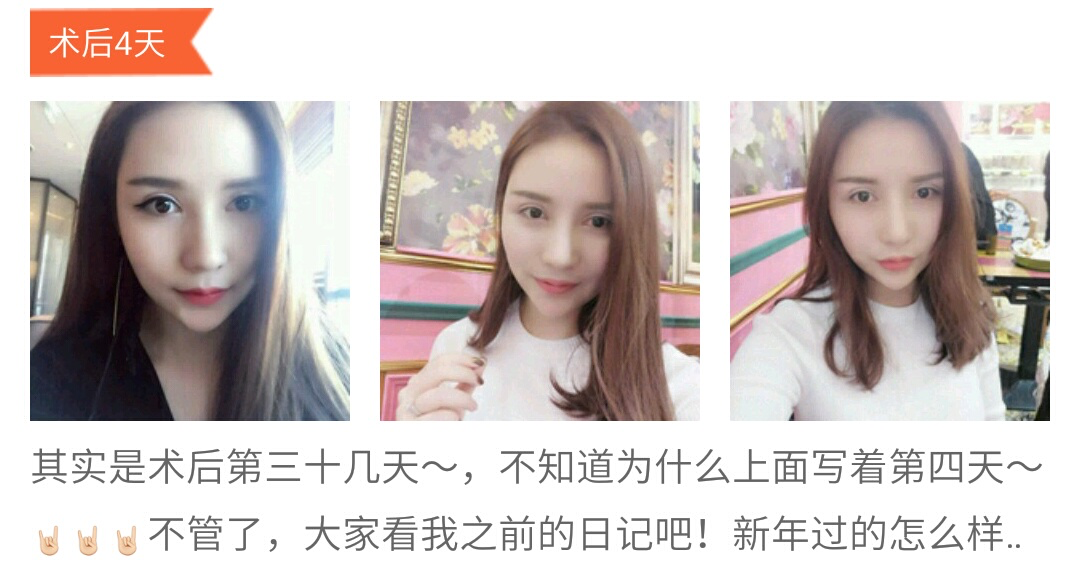 术后4天
其实是术后第三十几天～，不知道为什么上面写着第四天～
🤘🏻🤘🏻🤘🏻不管了，大家看我之前的日记吧！新年过的怎么样..